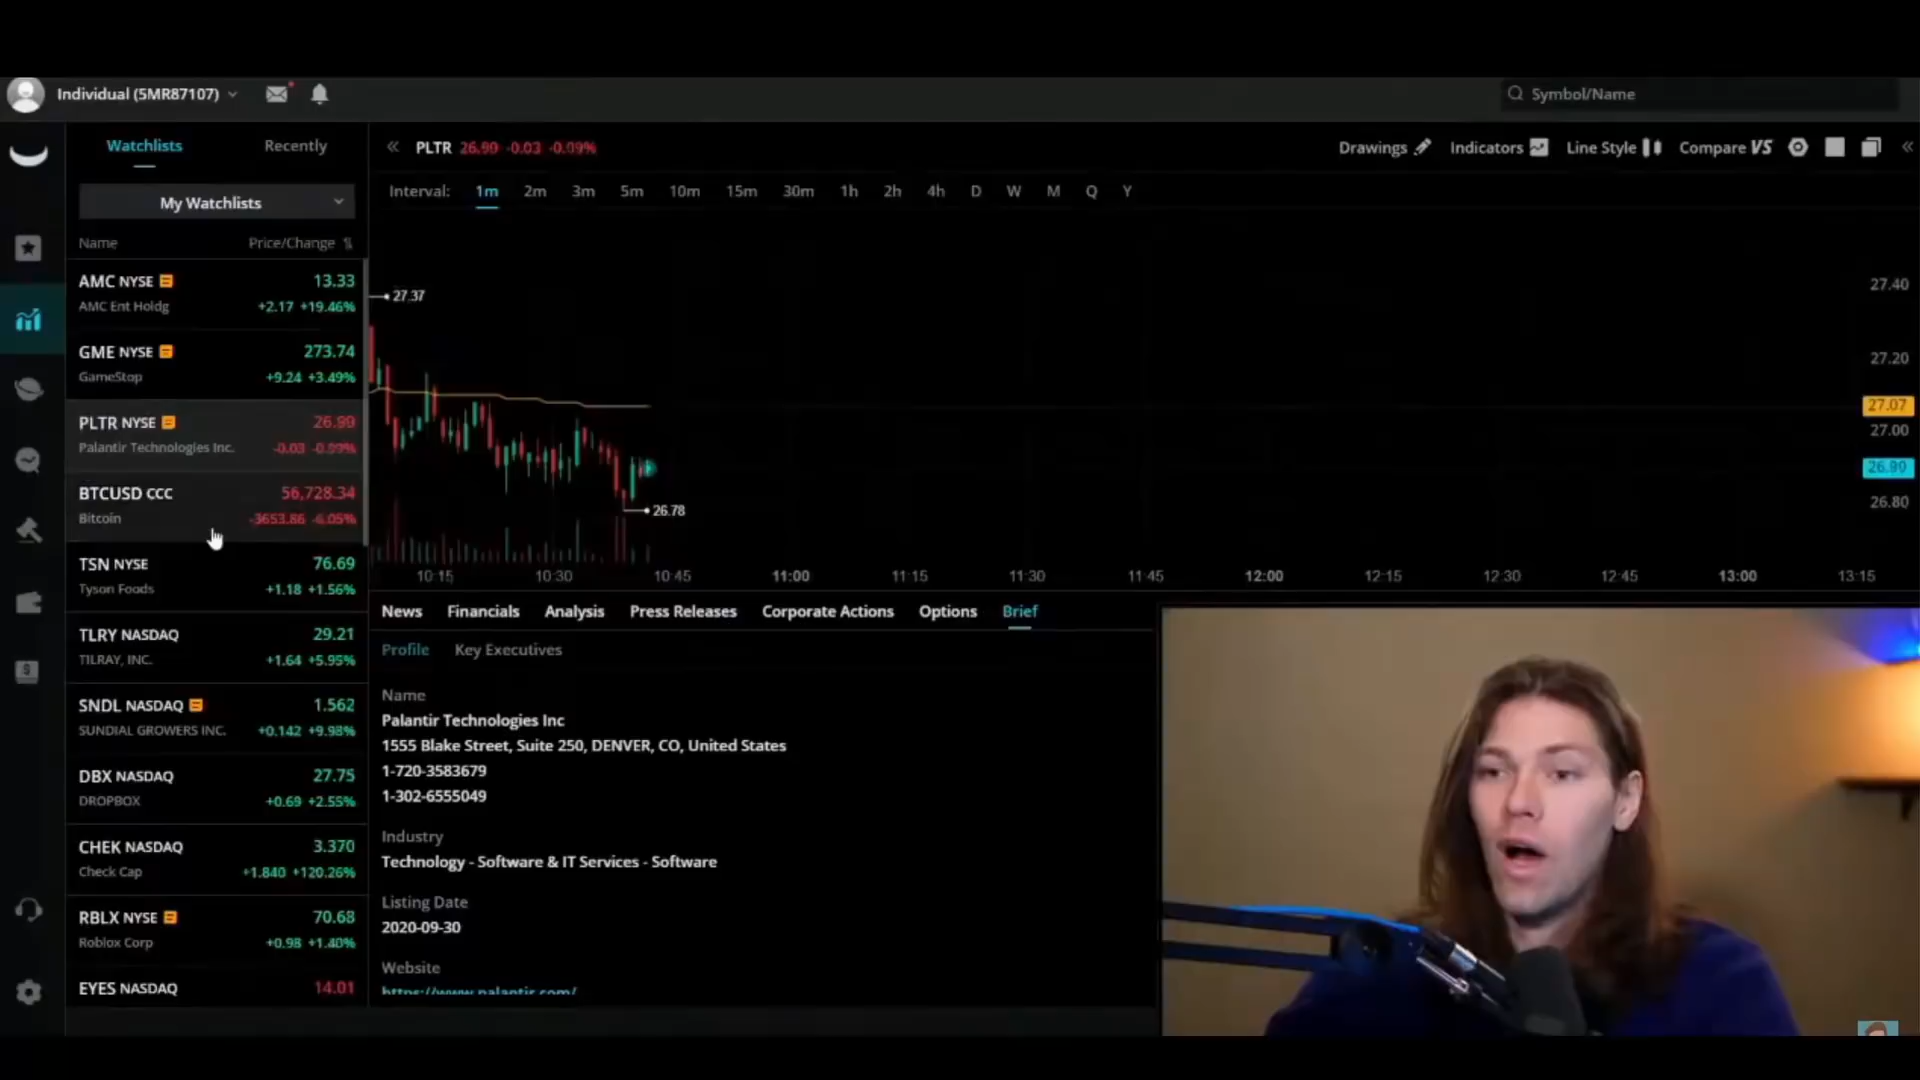 Individual (5MR87107)
Symbol/Name
Watchlists Recently
My Watchlists
Name Price/Change
AMC NYSE 13.33
AMC Ent Holdg +2.17 +19.46%
GME NYSE 273.74
GameStop +9.24 +3.49%
PLTR NYSE 26.99
Palantir Technologies Inc. -0.03 -0.09%
BTCUSD CCC 56,728.34
Bitcoin -3653.86 -6.05%
TSN NYSE 76.69
Tyson Foods +1.18 +1.56%
TLRY NASDAQ 29.21
TILRAY, INC. +1.64 +5.95%
SNDL NASDAQ 1.562
SUNDIAL GROWERS INC. +0.142 +9.98%
DBX NASDAQ 27.75
DROPBOX +0.69 +2.55%
CHEK NASDAQ 3.370
Check Cap +1.840 +120.26%
RBLX NYSE 70.68
Roblox Corp +0.98 +1.40%
EYES NASDAQ 14.01
PLTR 26.99 -0.03 -0.09%
Drawings Indicators Line Style Compare VS
Interval: 1m 2m 3m 5m 10m 15m 30m 1h 2h 4h D W M Q Y
27.37
26.78
27.40
27.20
27.07
27.00
26.90
26.80
10:15 10:30 10:45 11:00 11:15 11:30 11:45 12:00 12:15 12:30 12:45 13:00 13:15
News Financials Analysis Press Releases Corporate Actions Options Brief
Profile Key Executives
Name
Palantir Technologies Inc
1555 Blake Street, Suite 250, DENVER, CO, United States
1-720-3583679
1-302-6555049
Industry
Technology - Software & IT Services - Software
Listing Date
2020-09-30
Website
https://www.palantir.com/